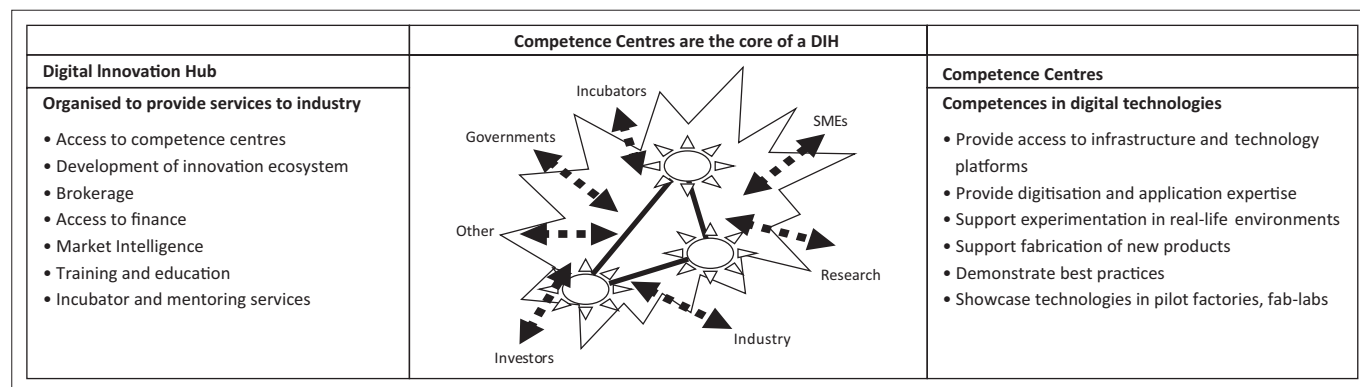 Competence Centres are the core of a DIH
Digital Innovation Hub
Organised to provide services to industry
• Access to competence centres
• Development of innovation ecosystem
• Brokerage
• Access to finance
• Market Intelligence
• Training and education
• Incubator and mentoring services
Incubators
Governments
SMEs
Other
Research
Industry
Investors
Competence Centres
Competences in digital technologies
• Provide access to infrastructure and technology
platforms
• Provide digitisation and application expertise
• Support experimentation in real-life environments
• Support fabrication of new products
• Demonstrate best practices
• Showcase technologies in pilot factories, fab-labs